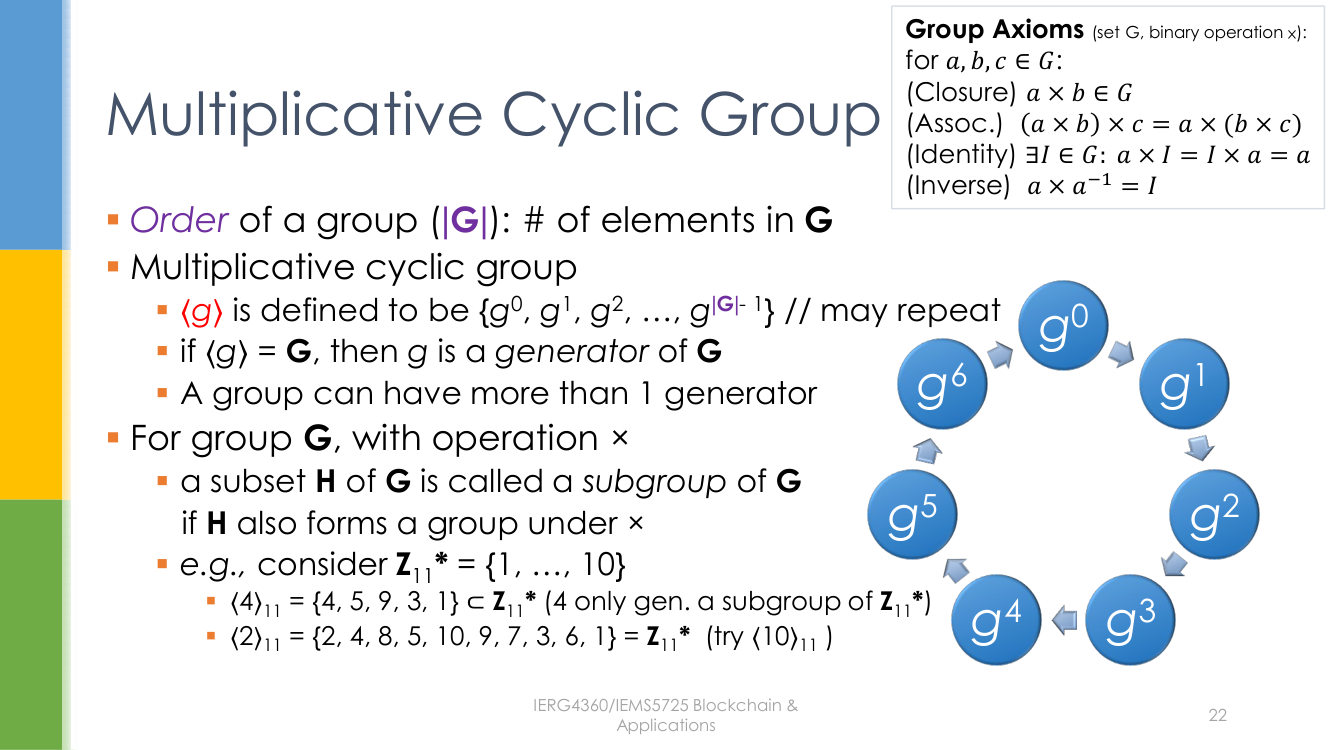 Group Axioms (set G, binary operation x):
for 𝑎, 𝑏, 𝑐 ∈ 𝐺:
(Closure) 𝑎 × 𝑏 ∈ 𝐺
(Assoc.) (𝑎 × 𝑏) × 𝑐 = 𝑎 × (𝑏 × 𝑐)
(Identity) ∃𝐼 ∈ 𝐺: 𝑎 × 𝐼 = 𝐼 × 𝑎 = 𝑎
(Inverse) 𝑎 × 𝑎⁻¹ = 𝐼
Multiplicative Cyclic Group
▪ Order of a group (|G|): # of elements in G
▪ Multiplicative cyclic group
▪ ⟨g⟩ is defined to be {g⁰, g¹, g², …, g^|G|- 1} // may repeat
▪ if ⟨g⟩ = G, then g is a generator of G
▪ A group can have more than 1 generator
▪ For group G, with operation ×
▪ a subset H of G is called a subgroup of G
if H also forms a group under ×
▪ e.g., consider Z₁₁* = {1, …, 10}
▪ ⟨4⟩₁₁ = {4, 5, 9, 3, 1} ⊂ Z₁₁* (4 only gen. a subgroup of Z₁₁*)
▪ ⟨2⟩₁₁ = {2, 4, 8, 5, 10, 9, 7, 3, 6, 1} = Z₁₁* (try ⟨10⟩₁₁ )
g⁰
g¹
g²
g³
g⁴
g⁵
g⁶
IERG4360/IEMS5725 Blockchain &
Applications
22